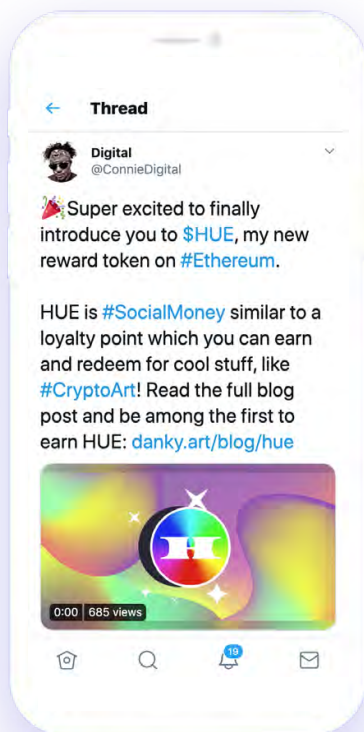 Thread
Digital
@ConnieDigital
🎉Super excited to finally
introduce you to $HUE, my new
reward token on #Ethereum.
HUE is #SocialMoney similar to a
loyalty point which you can earn
and redeem for cool stuff, like
#CryptoArt! Read the full blog
post and be among the first to
earn HUE: danky.art/blog/hue
H
0:00 685 views
19